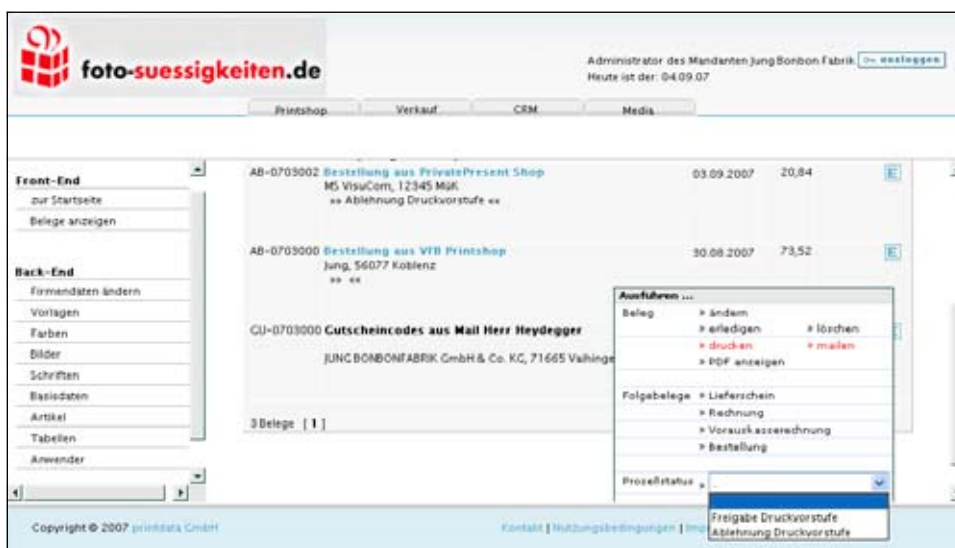 foto-suessigkeiten.de
Administrator des Mandanten Jung Bonbon Fabrik ausloggen
Heute ist der: 04.09.07
Printshop Verkauf CRM Media
Front-End
zur Startseite
Belege anzeigen
Back-End
Firmendaten ändern
Vorlagen
Farben
Bilder
Schriften
Basisdaten
Artikel
Tabellen
Anwender
AB-0703002 Bestellung aus PrivatePresent Shop 03.09.2007 20,84 E
MS VisuCom, 12345 MüK
»» Ablehnung Druckvorstufe ««
AB-0703000 Bestellung aus VfB Printshop 30.08.2007 73,52 E
Jung, 56077 Koblenz
»» ««
GU-0703000 Gutscheincodes aus Mail Herr Heydegger
JUNG BONBONFABRIK GmbH & Co. KG, 71665 Vaihinge
3 Belege [ 1 ]
Ausführen ...
Beleg » ändern
» erledigen » löschen
» drucken » mailen
» PDF anzeigen
Folgebelege » Lieferschein
» Rechnung
» Vorauskasserechnung
» Bestellung
Prozeßstatus »
Freigabe Druckvorstufe
Ablehnung Druckvorstufe
Copyright © 2007 printdata GmbH
Kontakt | Nutzungsbedingungen |